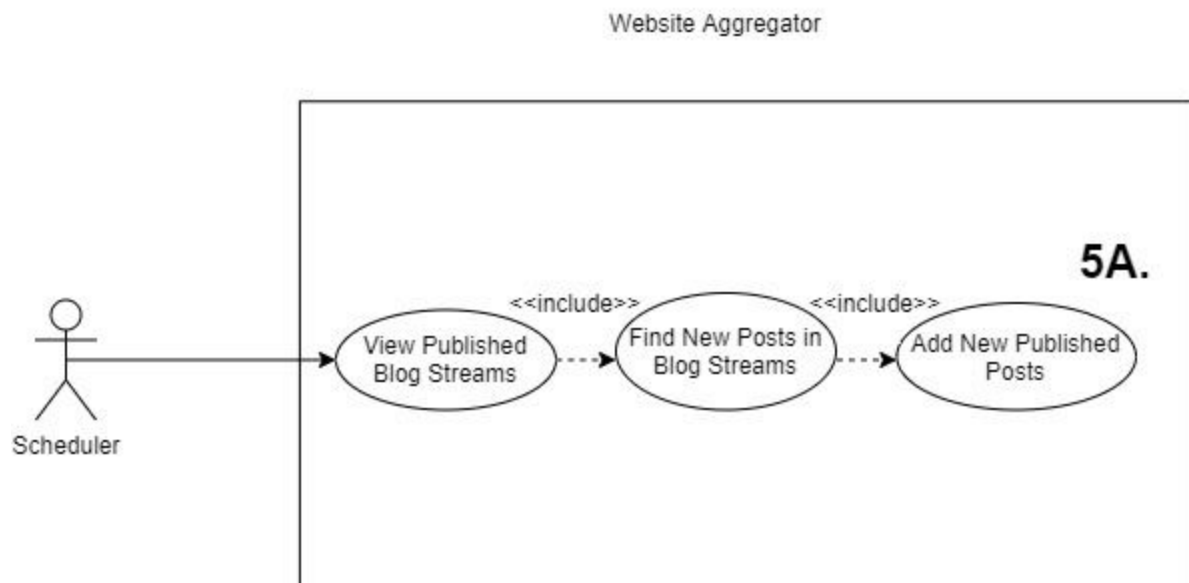 Website Aggregator
5A.
<<include>>
<<include>>
View Published
Blog Streams
Find New Posts in
Blog Streams
Add New Published
Posts
Scheduler